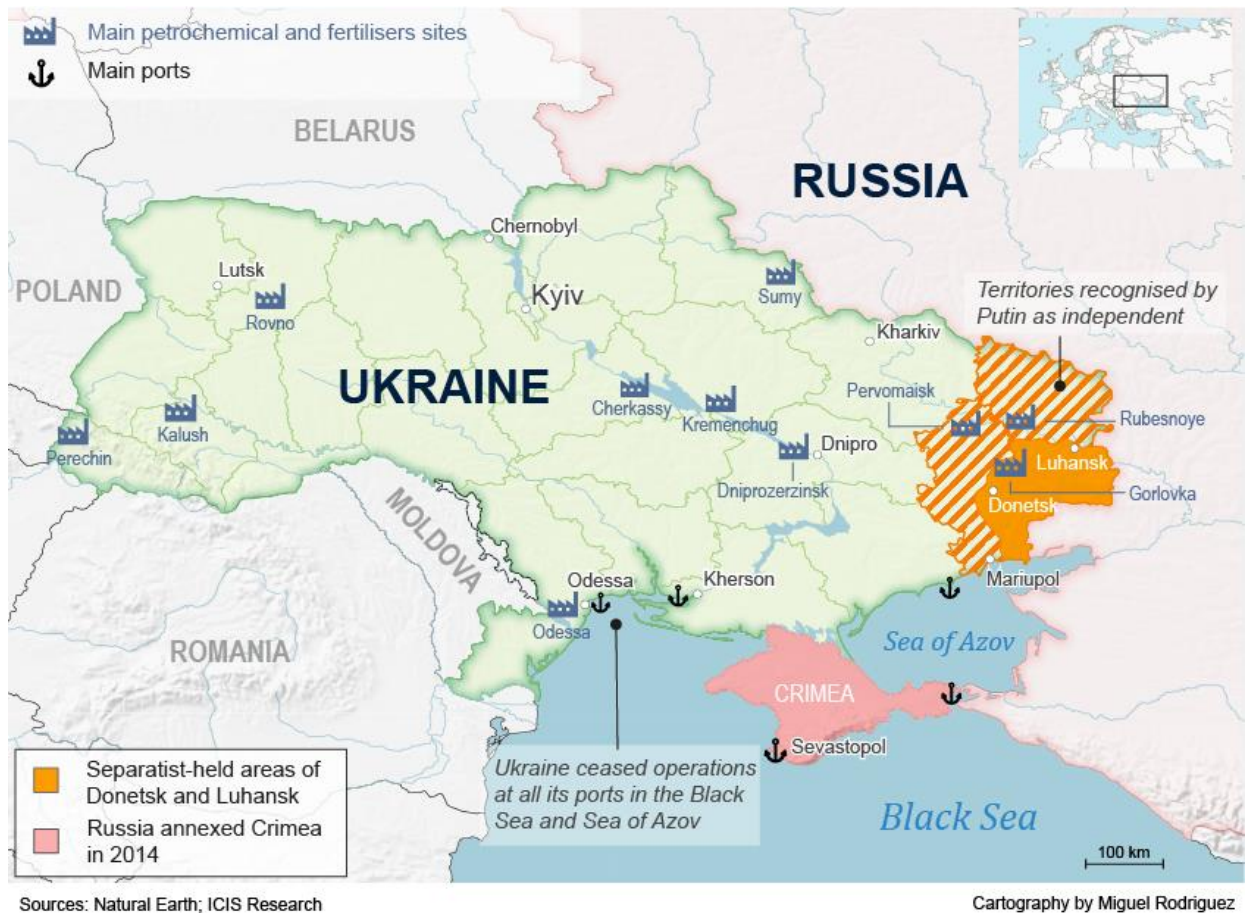 Main petrochemical and fertilisers sites
Main ports
BELARUS
RUSSIA
Chernobyl
POLAND
Lutsk
Rovno
Kyiv
Sumy
Territories recognised by
Putin as independent
Kharkiv
UKRAINE
Pervomaisk
Cherkassy
Kremenchug
Rubesnoye
Perechin
Kalush
Dnipro
Luhansk
Dniprozerzinsk
Gorlovka
Donetsk
MOLDOVA
Odessa
Kherson
Mariupol
Odessa
Sea of Azov
ROMANIA
CRIMEA
Sevastopol
Ukraine ceased operations
at all its ports in the Black
Sea and Sea of Azov
Black Sea
Separatist-held areas of
Donetsk and Luhansk
Russia annexed Crimea
in 2014
100 km
Sources: Natural Earth; ICIS Research
Cartography by Miguel Rodriguez